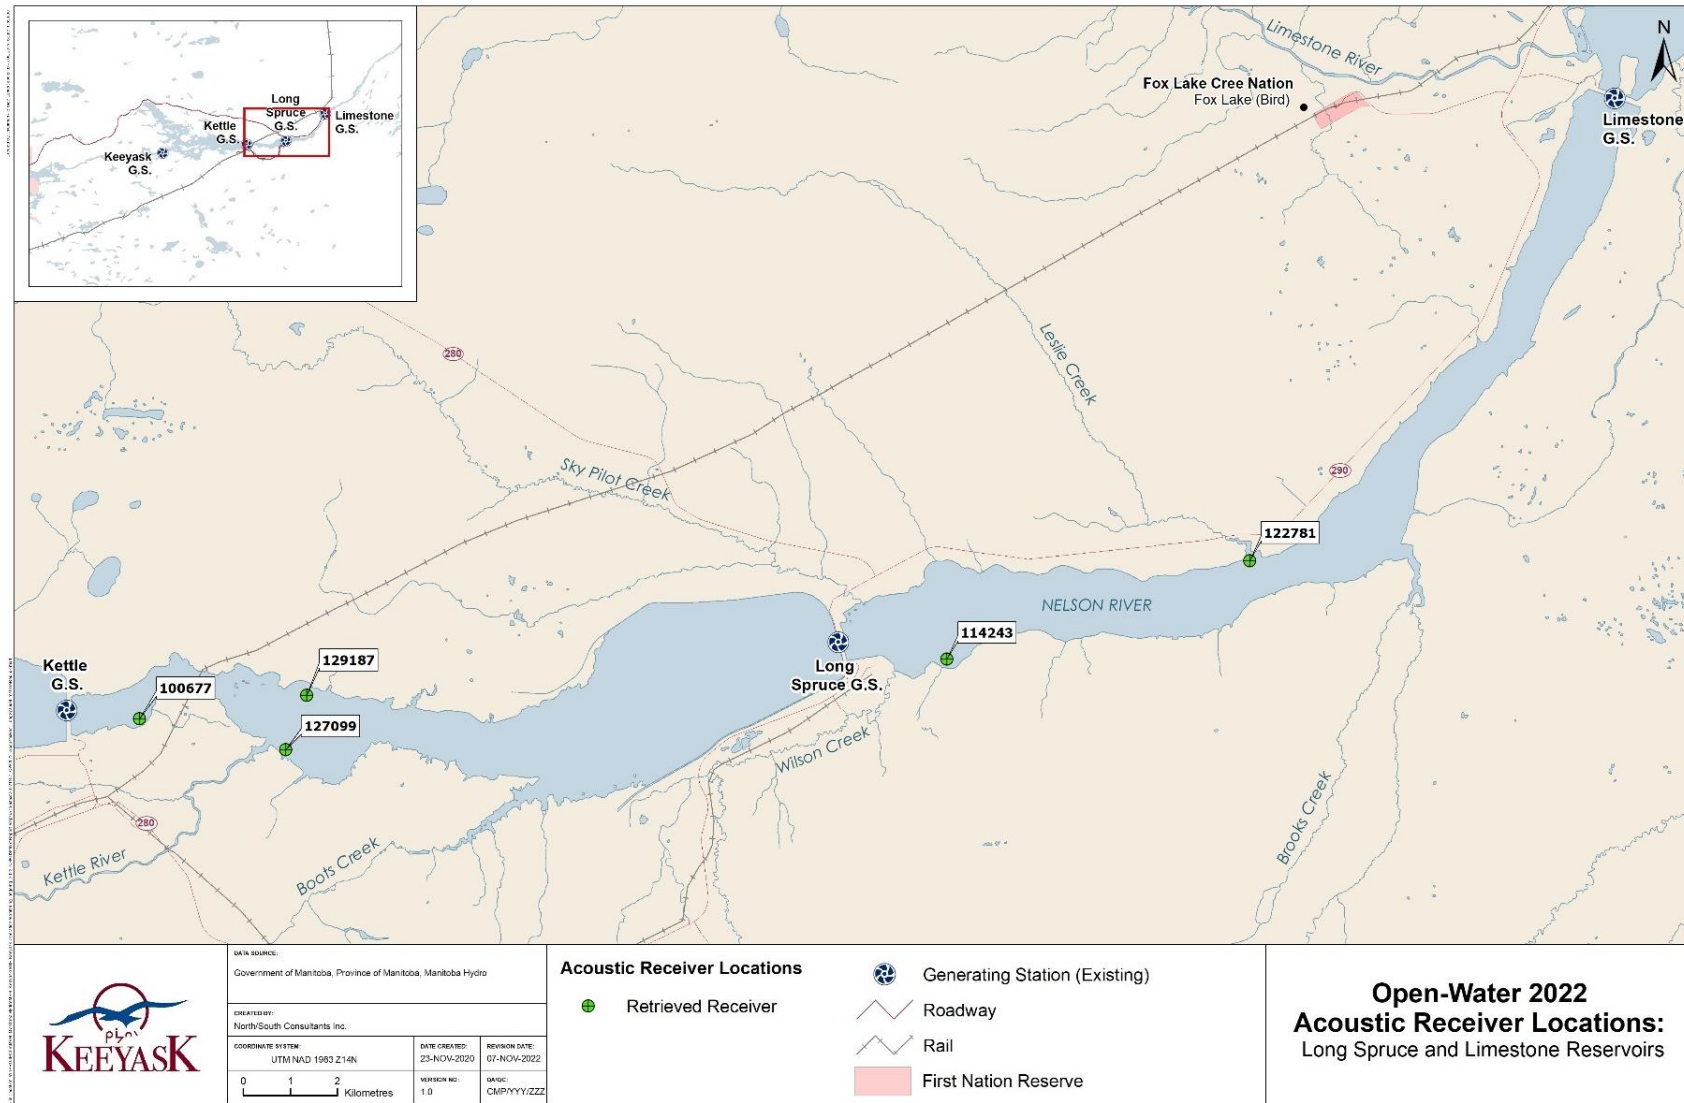 Long
Spruce
G.S.
Limestone
G.S.
Kettle
G.S.
Keeyask
G.S.
N
Limestone River
Fox Lake Cree Nation
Fox Lake (Bird)
Limestone
G.S.
280
Leslie Creek
Sky Pilot Creek
290
122781
NELSON RIVER
114243
Long
Spruce G.S.
129187
Kettle
G.S.
100677
127099
Wilson Creek
280
Kettle River
Boots Creek
Brooks Creek
KEEYASK
DATA SOURCE:
Government of Manitoba, Province of Manitoba, Manitoba Hydro
CREATED BY:
North/South Consultants Inc.
COORDINATE SYSTEM:
UTM NAD 1983 Z14N
DATE CREATED:
23-NOV-2020
REVISION DATE:
07-NOV-2022
0 1 2
Kilometres
VERSION NO:
1.0
QA/QC:
CMP/YYY/ZZZ
Acoustic Receiver Locations
Retrieved Receiver
Generating Station (Existing)
Roadway
Rail
First Nation Reserve
Open-Water 2022
Acoustic Receiver Locations:
Long Spruce and Limestone Reservoirs